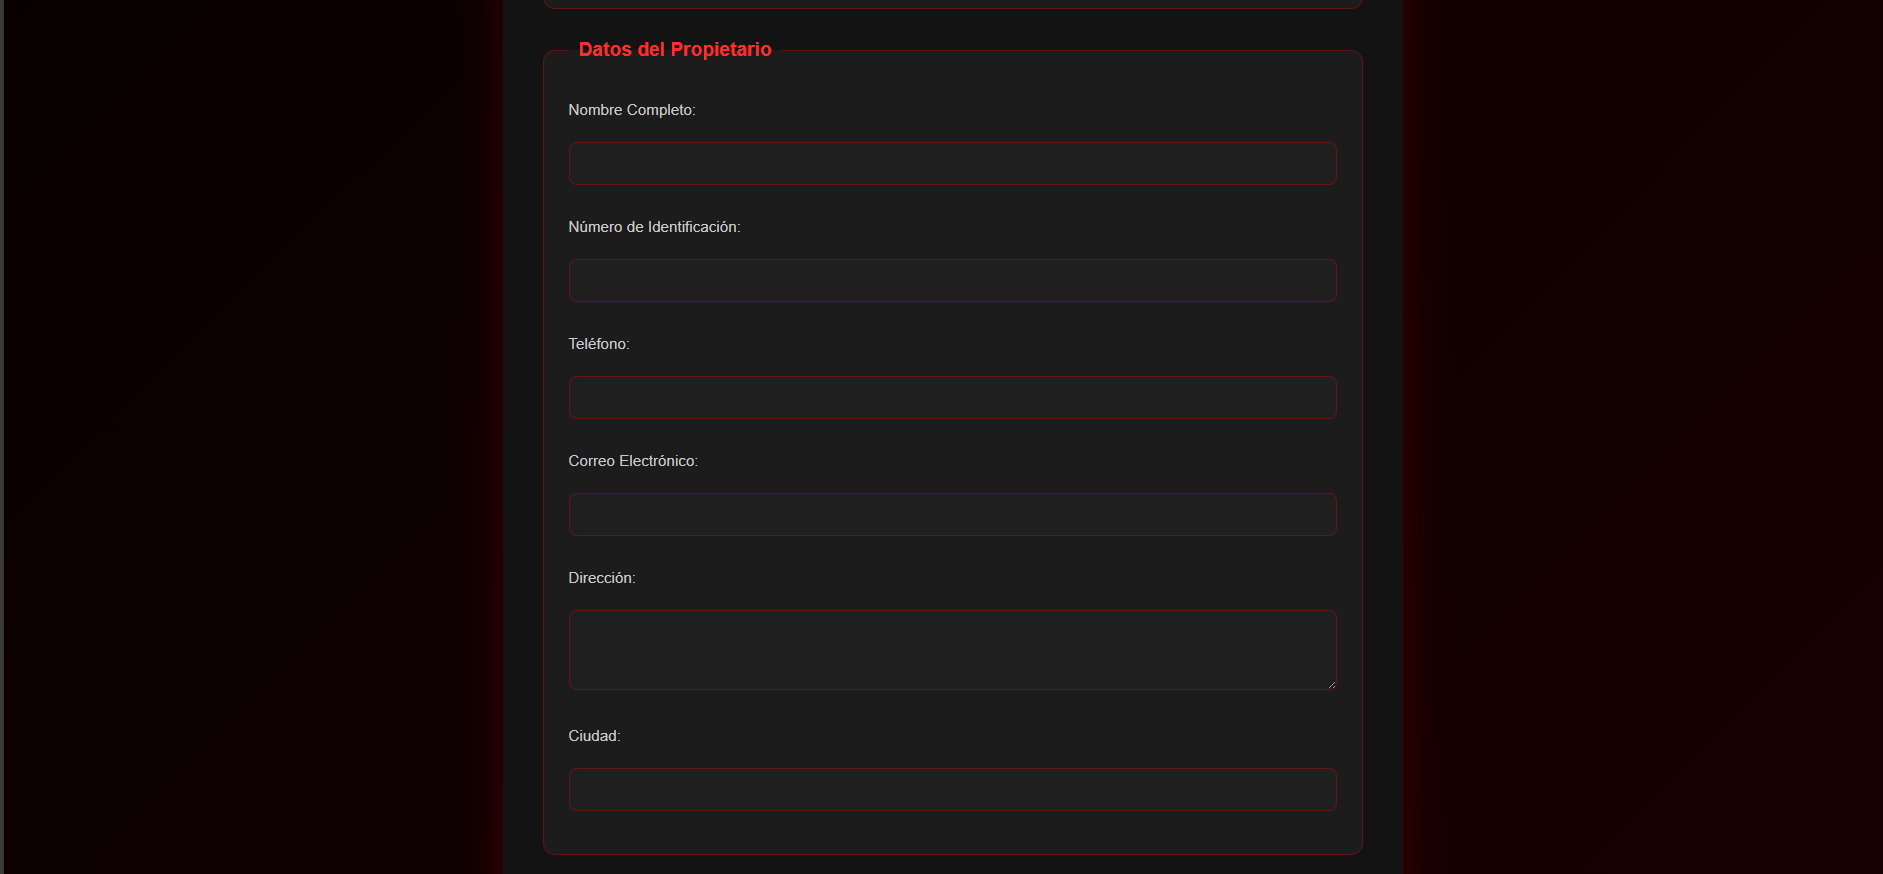 Datos del Propietario
Nombre Completo:
Número de Identificación:
Teléfono:
Correo Electrónico:
Dirección:
Ciudad: